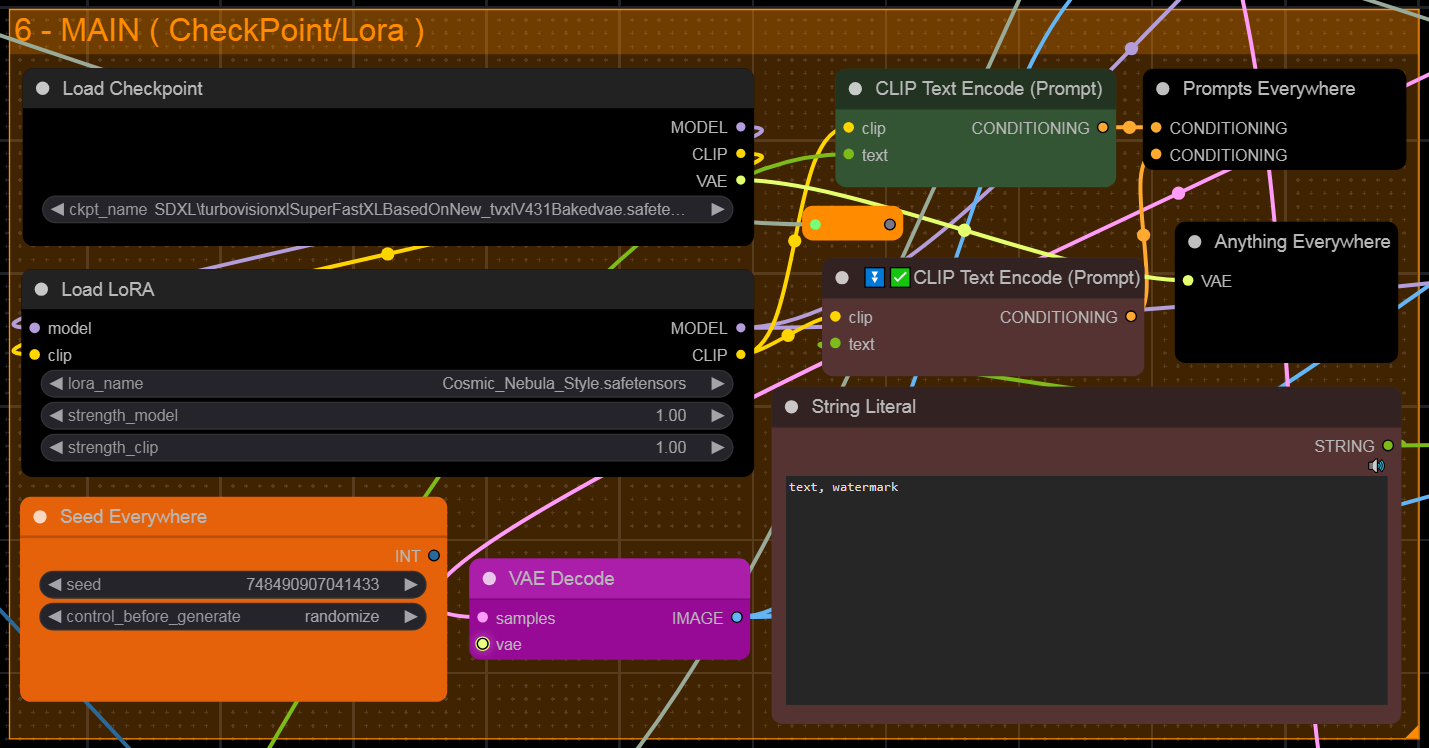 6 - MAIN ( CheckPoint/Lora )
Load Checkpoint
MODEL
CLIP
VAE
ckpt_name SDXL\turbovisionxlSuperFastXLBasedOnNew_tvxlV431Bakedvae.safete...
Load LoRA
model
MODEL
clip
CLIP
lora_name Cosmic_Nebula_Style.safetensors
strength_model 1.00
strength_clip 1.00
Seed Everywhere
INT
seed 748490907041433
control_before_generate randomize
VAE Decode
samples
IMAGE
vae
CLIP Text Encode (Prompt)
clip
CONDITIONING
text
Prompts Everywhere
CONDITIONING
CONDITIONING
Anything Everywhere
VAE
⏬ ✅ CLIP Text Encode (Prompt)
clip
CONDITIONING
text
String Literal
STRING
text, watermark